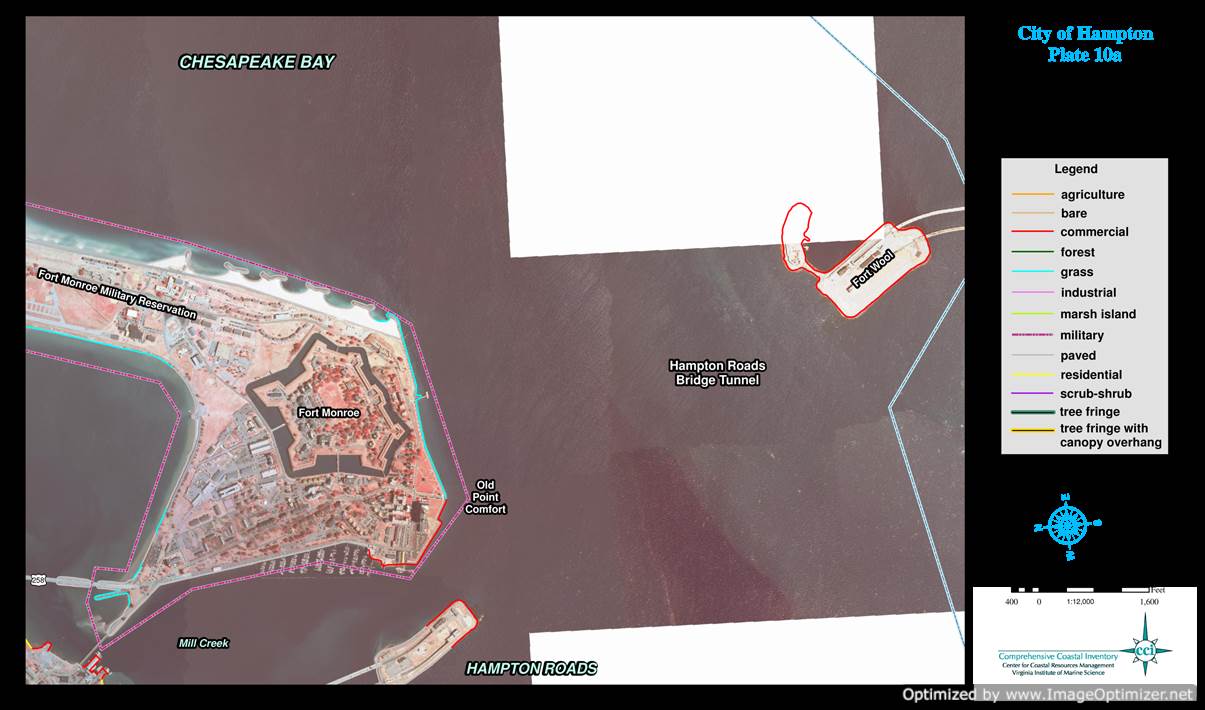 CHESAPEAKE BAY
City of Hampton
Plate 10a
Legend
agriculture
bare
commercial
forest
grass
industrial
marsh island
military
paved
residential
scrub-shrub
tree fringe
tree fringe with
canopy overhang
Fort Monroe Military Reservation
Fort Wool
Hampton Roads
Bridge Tunnel
Fort Monroe
Old
Point
Comfort
258
Mill Creek
HAMPTON ROADS
N
Feet
400 0 1:12,000 1,600
Comprehensive Coastal Inventory
Center for Coastal Resources Management
Virginia Institute of Marine Science
cci
Optimized by www.ImageOptimizer.net